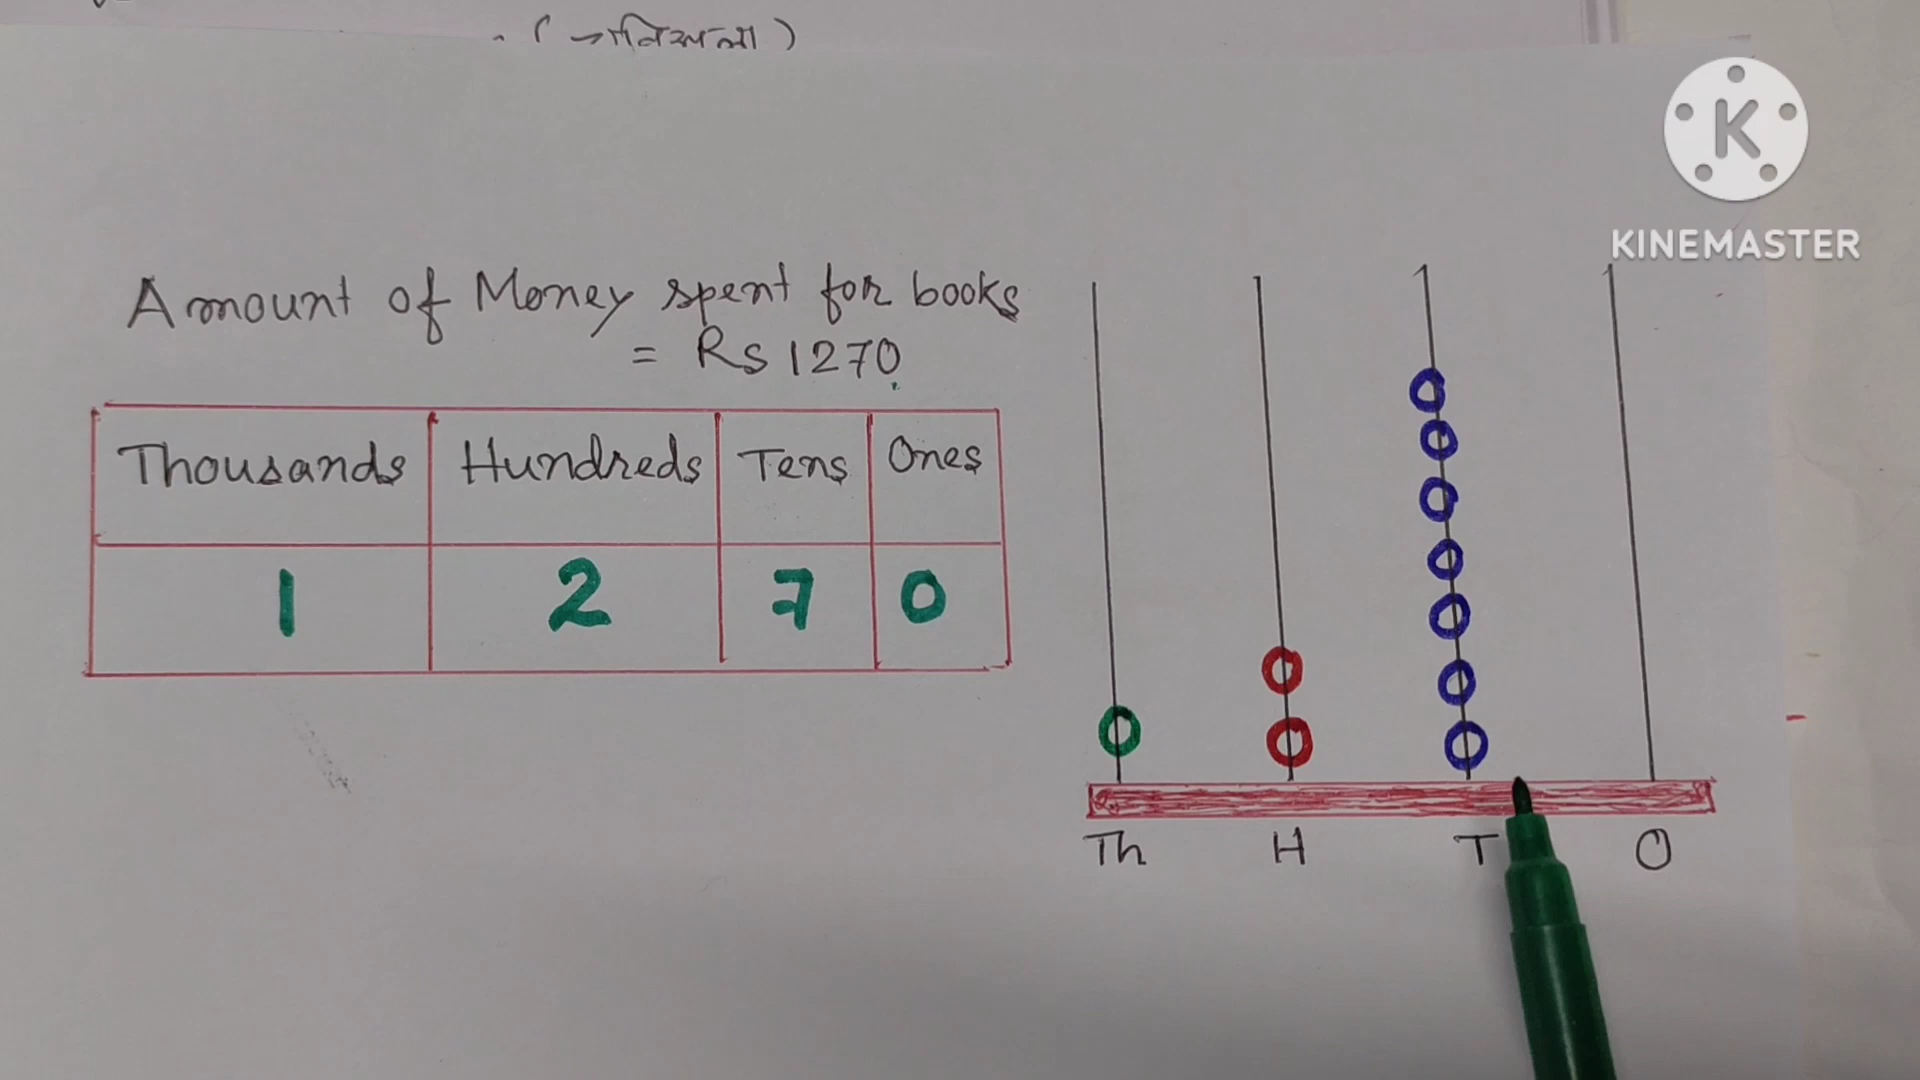 K
KINEMASTER
Amount of Money spent for books
= Rs 1270
Thousands Hundreds Tens Ones
1 2 7 0
Th H T O